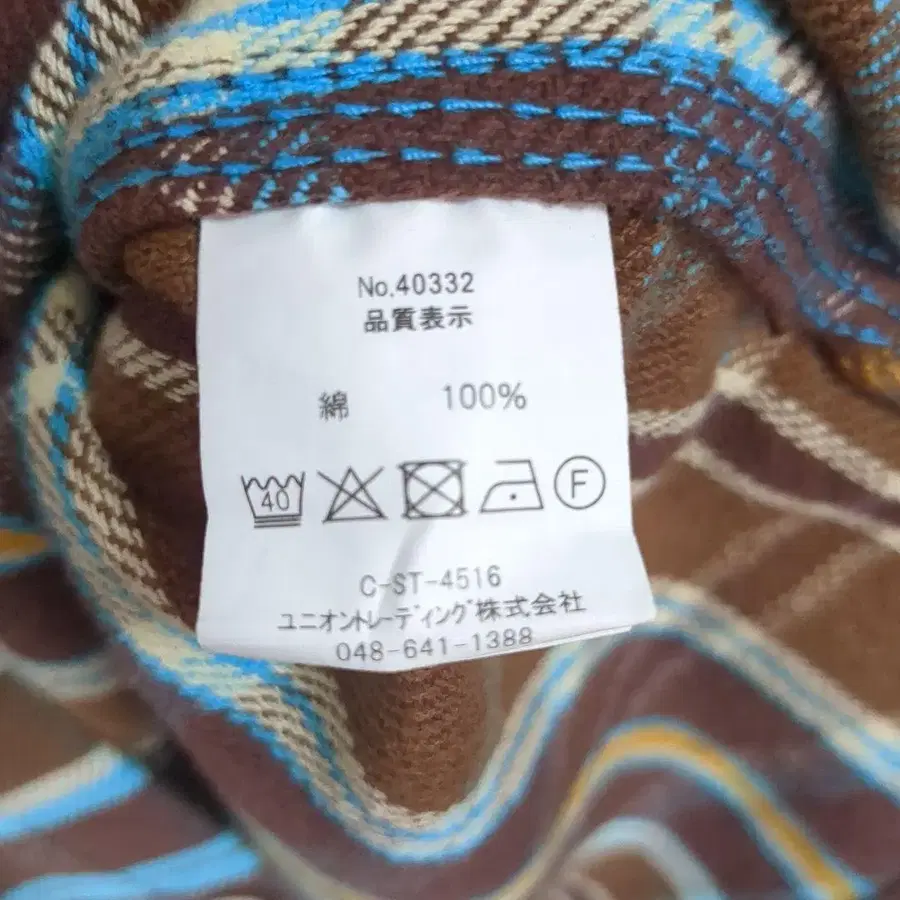 No.40332
品質表示
綿 100%
40 F
C-ST-4516
ユニオントレーディング株式会社
048-641-1388